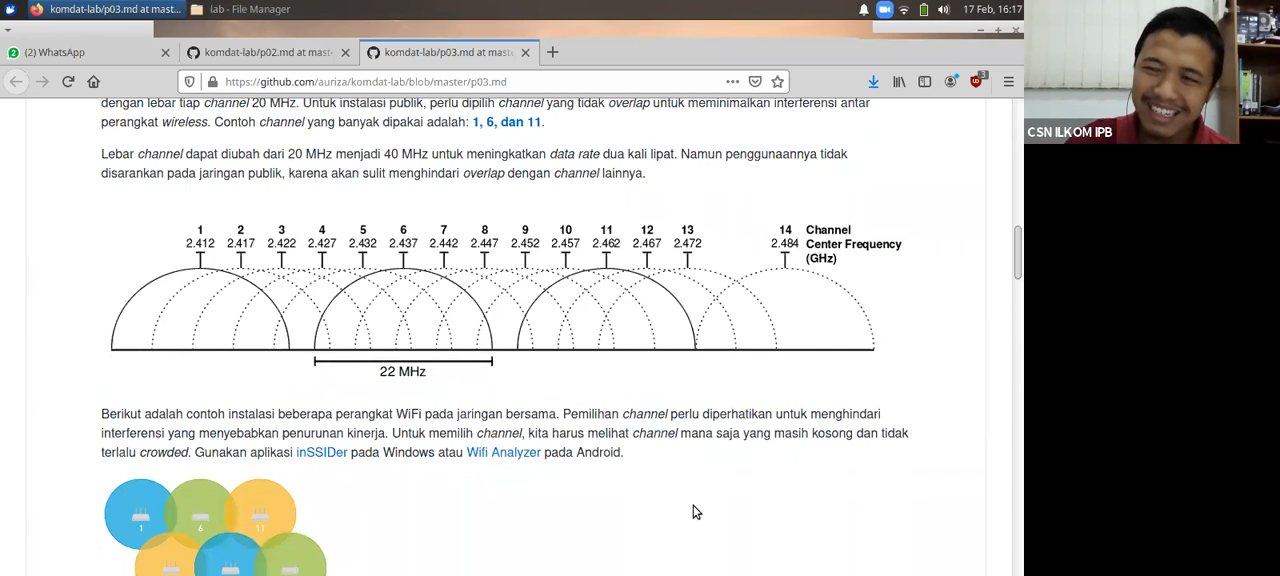 komdat-lab/p03.md at mast...
lab - File Manager
17 Feb, 16:17
(2) WhatsApp
komdat-lab/p02.md at mast
komdat-lab/p03.md at mast
https://github.com/auriza/komdat-lab/blob/master/p03.md
3
dengan lebar tiap channel 20 MHz. Untuk instalasi publik, perlu dipilih channel yang tidak overlap untuk meminimalkan interferensi antar
perangkat wireless. Contoh channel yang banyak dipakai adalah: 1, 6, dan 11.
Lebar channel dapat diubah dari 20 MHz menjadi 40 MHz untuk meningkatkan data rate dua kali lipat. Namun penggunaannya tidak
disarankan pada jaringan publik, karena akan sulit menghindari overlap dengan channel lainnya.
1 2 3 4 5 6 7 8 9 10 11 12 13 14 Channel
2.412 2.417 2.422 2.427 2.432 2.437 2.442 2.447 2.452 2.457 2.462 2.467 2.472 2.484 Center Frequency
(GHz)
22 MHz
Berikut adalah contoh instalasi beberapa perangkat WiFi pada jaringan bersama. Pemilihan channel perlu diperhatikan untuk menghindari
interferensi yang menyebabkan penurunan kinerja. Untuk memilih channel, kita harus melihat channel mana saja yang masih kosong dan tidak
terlalu crowded. Gunakan aplikasi inSSIDer pada Windows atau Wifi Analyzer pada Android.
1 6 11
CSN ILKOM IPB